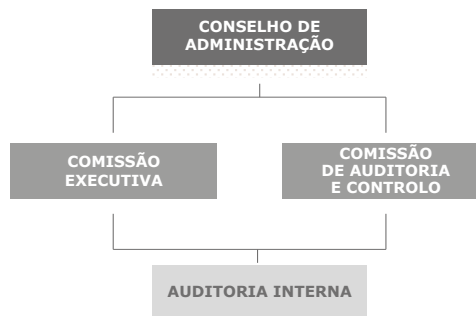 CONSELHO DE
ADMINISTRAÇÃO
COMISSÃO
EXECUTIVA
COMISSÃO
DE AUDITORIA
E CONTROLO
AUDITORIA INTERNA